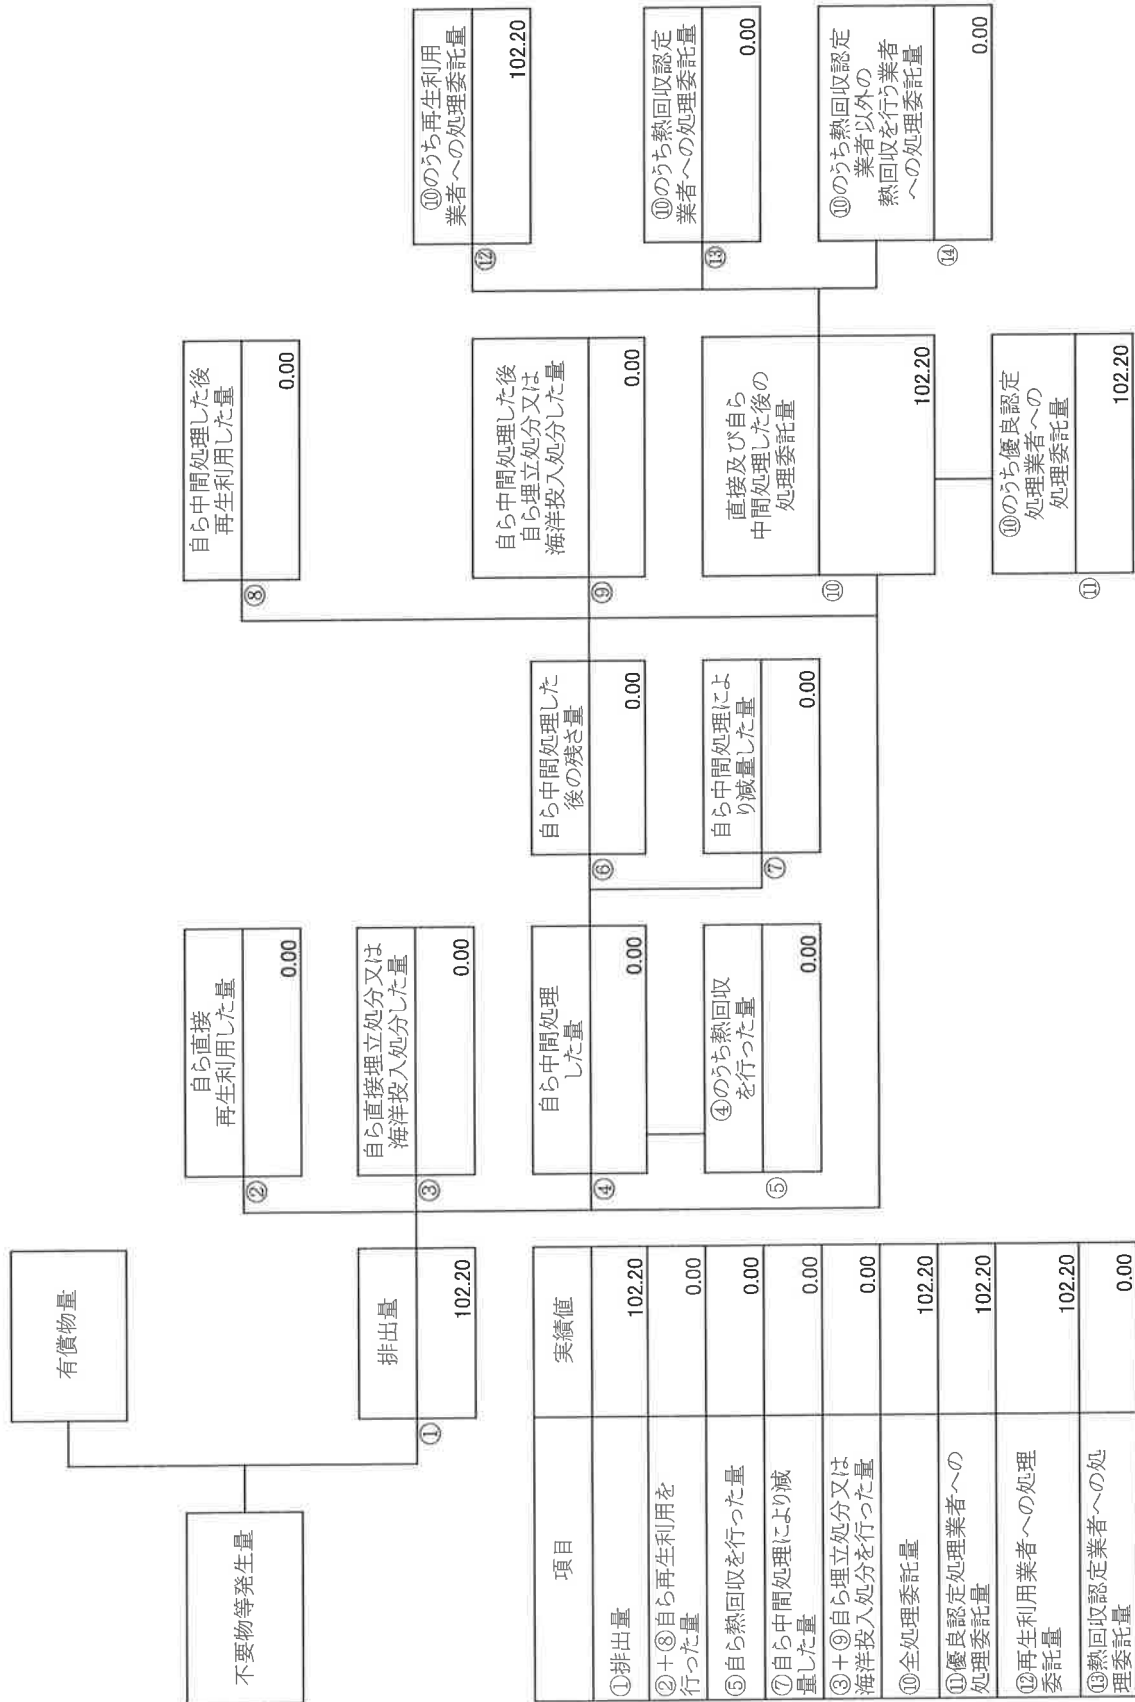 不要物等発生量
有償物量
①
排出量
102.20
②
自ら直接
再生利用した量
0.00
③
自ら直接埋立処分又は
海洋投入処分した量
0.00
④
自ら中間処理
した量
0.00
⑤
④のうち熱回収
を行った量
0.00
⑥
自ら中間処理した
後の残さ量
0.00
⑦
自ら中間処理によ
り減量した量
0.00
⑧
自ら中間処理した後
再生利用した量
0.00
⑨
自ら中間処理した後
自ら埋立処分又は
海洋投入処分した量
0.00
⑩
直接及び自ら
中間処理した後の
処理委託量
102.20
⑪
⑩のうち優良認定
処理業者への
処理委託量
102.20
⑫
⑩のうち再生利用
業者への処理委託量
102.20
⑬
⑩のうち熱回収認定
業者への処理委託量
0.00
⑭
⑩のうち熱回収認定
業者以外の
熱回収を行う業者
への処理委託量
0.00
項目 実績値
①排出量 102.20
②+⑧自ら再生利用を
行った量 0.00
⑤自ら熱回収を行った量 0.00
⑦自ら中間処理により減
量した量 0.00
③+⑨自ら埋立処分又は
海洋投入処分を行った量 0.00
⑩全処理委託量 102.20
⑪優良認定処理業者への
処理委託量 102.20
⑫再生利用業者への処理
委託量 102.20
⑬熱回収認定業者への処
理委託量 0.00